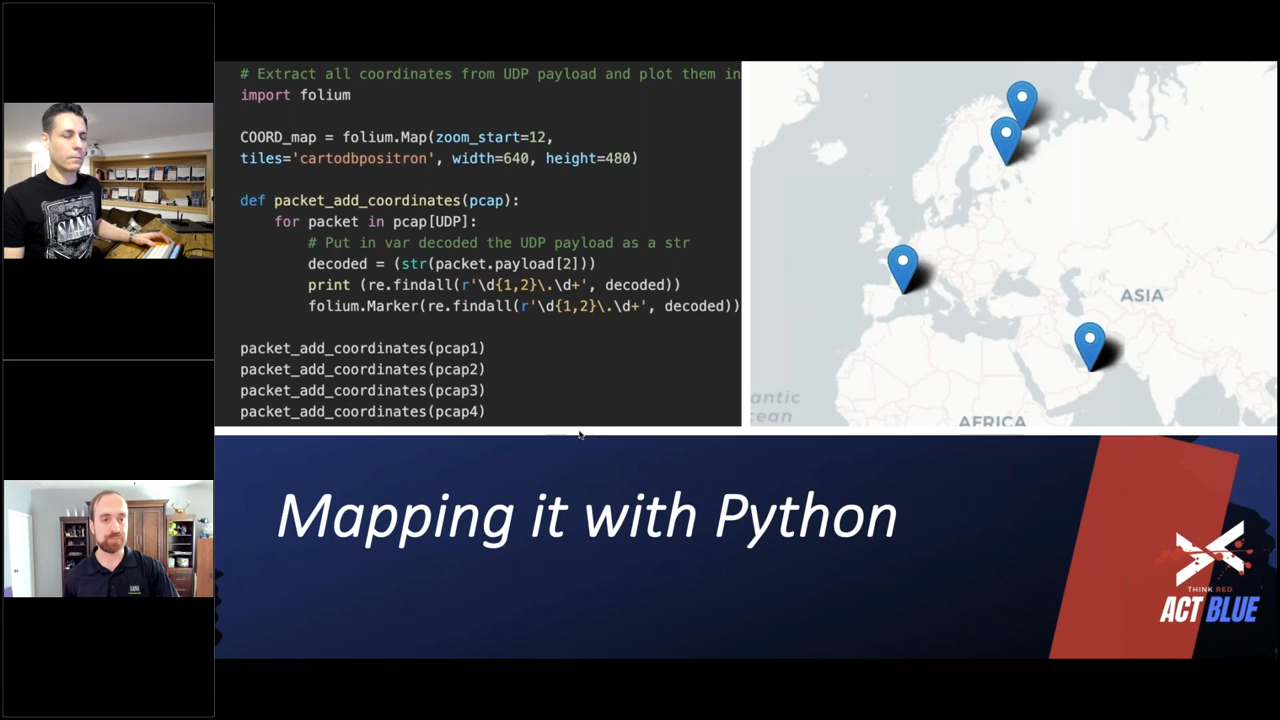 # Extract all coordinates from UDP payload and plot them in
import folium
COORD_map = folium.Map(zoom_start=12,
tiles='cartodbpositron', width=640, height=480)
def packet_add_coordinates(pcap):
for packet in pcap[UDP]:
# Put in var decoded the UDP payload as a str
decoded = (str(packet.payload[2]))
print (re.findall(r'\d{1,2}\.\d+', decoded))
folium.Marker(re.findall(r'\d{1,2}\.\d+', decoded))
packet_add_coordinates(pcap1)
packet_add_coordinates(pcap2)
packet_add_coordinates(pcap3)
packet_add_coordinates(pcap4)
ASIA
antic
cean
AFRICA
Mapping it with Python
THINK RED
ACT BLUE
SANS
SANS